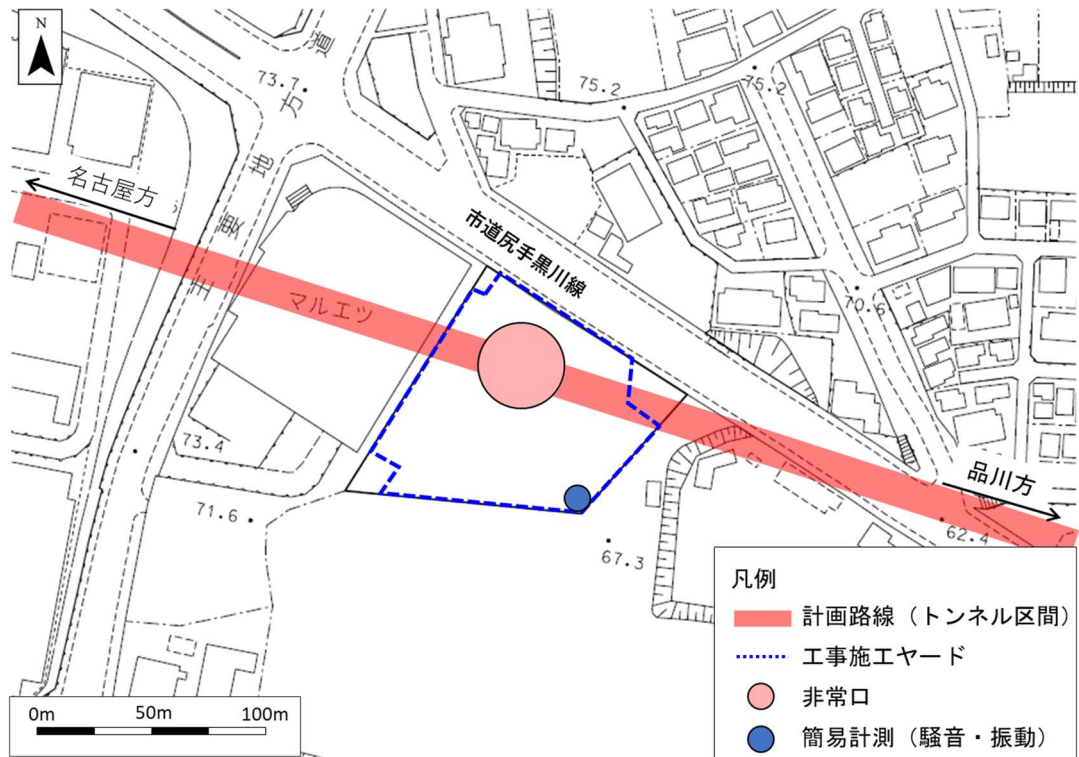 N
73.7
主要地方道
75.2
75.2
名古屋方
市道尻手黒川線
マルエツ
70.6
73.4
71.6
67.3
品川方
62.4
凡例
計画路線（トンネル区間）
工事施工ヤード
非常口
簡易計測（騒音・振動）
0m 50m 100m